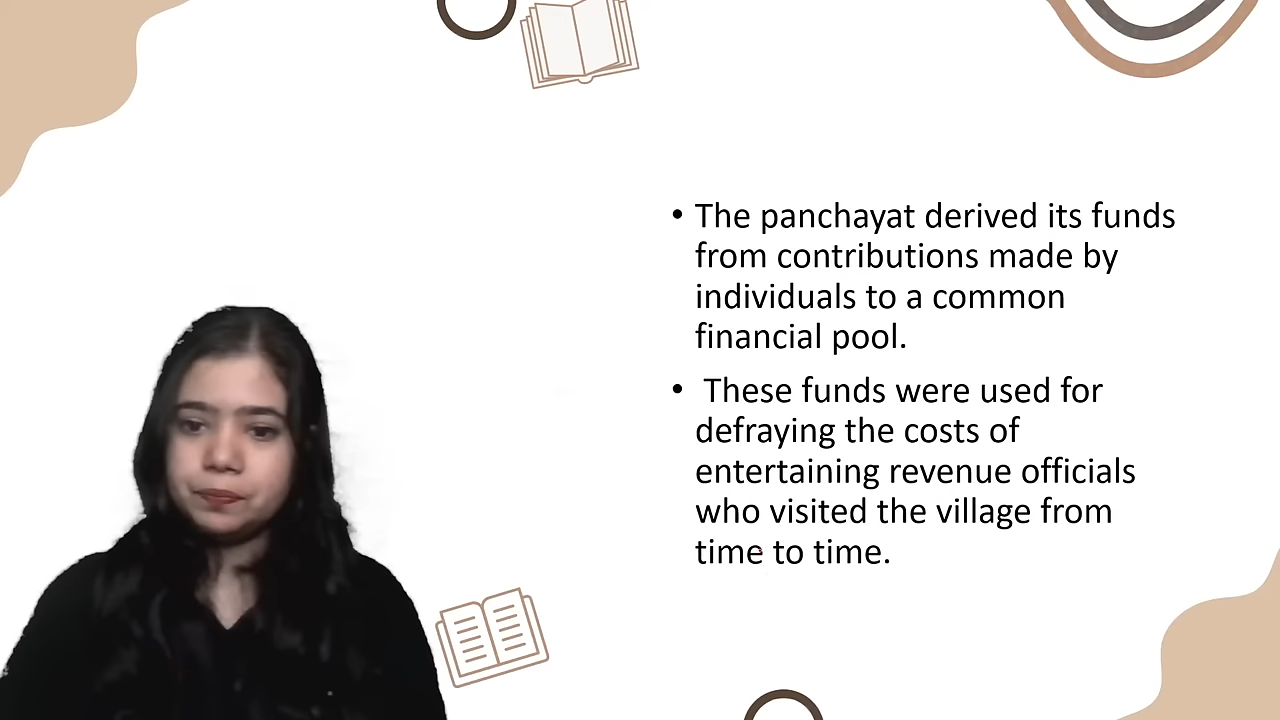 • The panchayat derived its funds
from contributions made by
individuals to a common
financial pool.
• These funds were used for
defraying the costs of
entertaining revenue officials
who visited the village from
time to time.